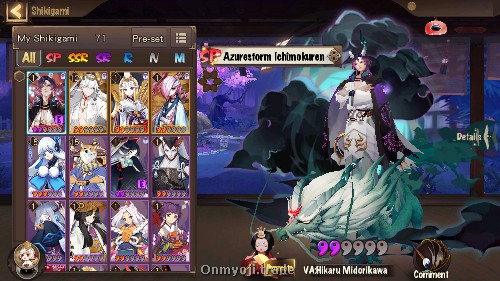 Shikigami
My Shikigami 71 Pre-set
All SP SSR SR R N M
SP Azurestorm Ichimokuren
Details
999999
VA:Hikaru Midorikawa
Comment
Onmyoji.trade